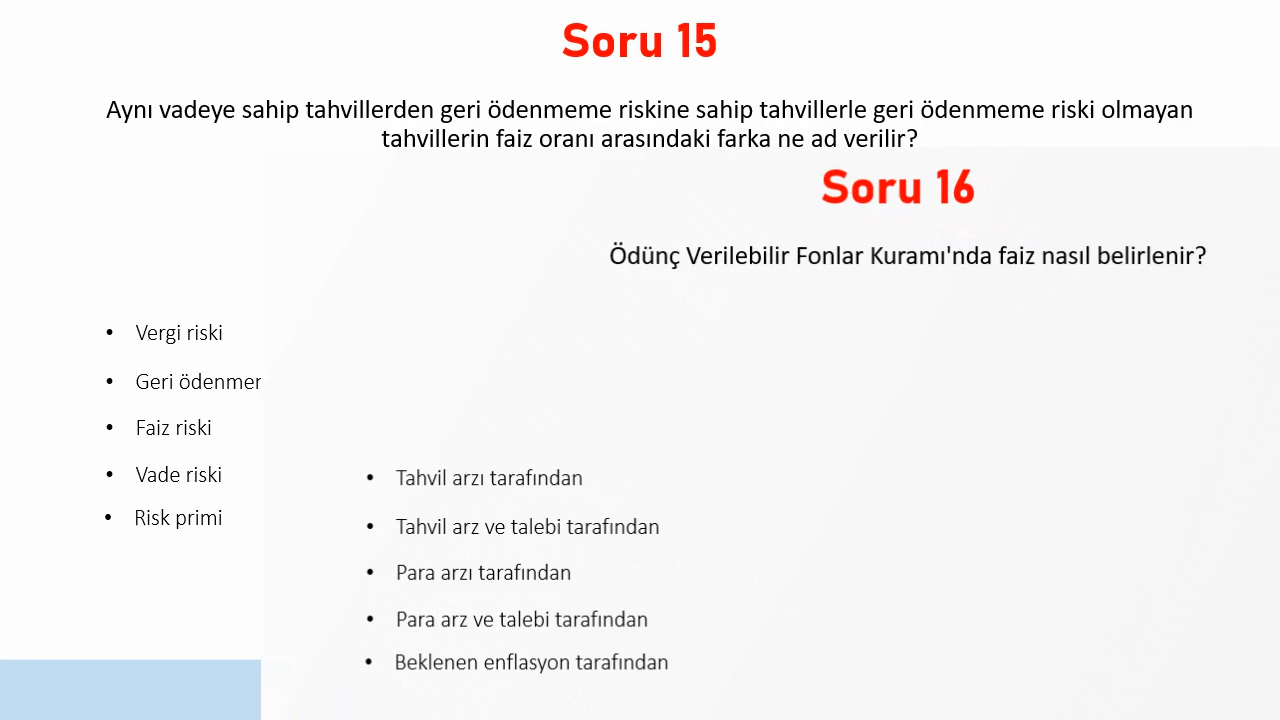 Soru 15
Aynı vadeye sahip tahvillerden geri ödenmeme riskine sahip tahvillerle geri ödenmeme riski olmayan
tahvillerin faiz oranı arasındaki farka ne ad verilir?
• Vergi riski
• Geri
• Faiz riski
• Vade riski
• Risk primi
Soru 16
Ödünç Verilebilir Fonlar Kuramı'nda faiz nasıl belirlenir?
• Tahvil arzı tarafından
• Tahvil arz ve talebi tarafından
• Para arzı tarafından
• Para arz ve talebi tarafından
• Beklenen enflasyon tarafından